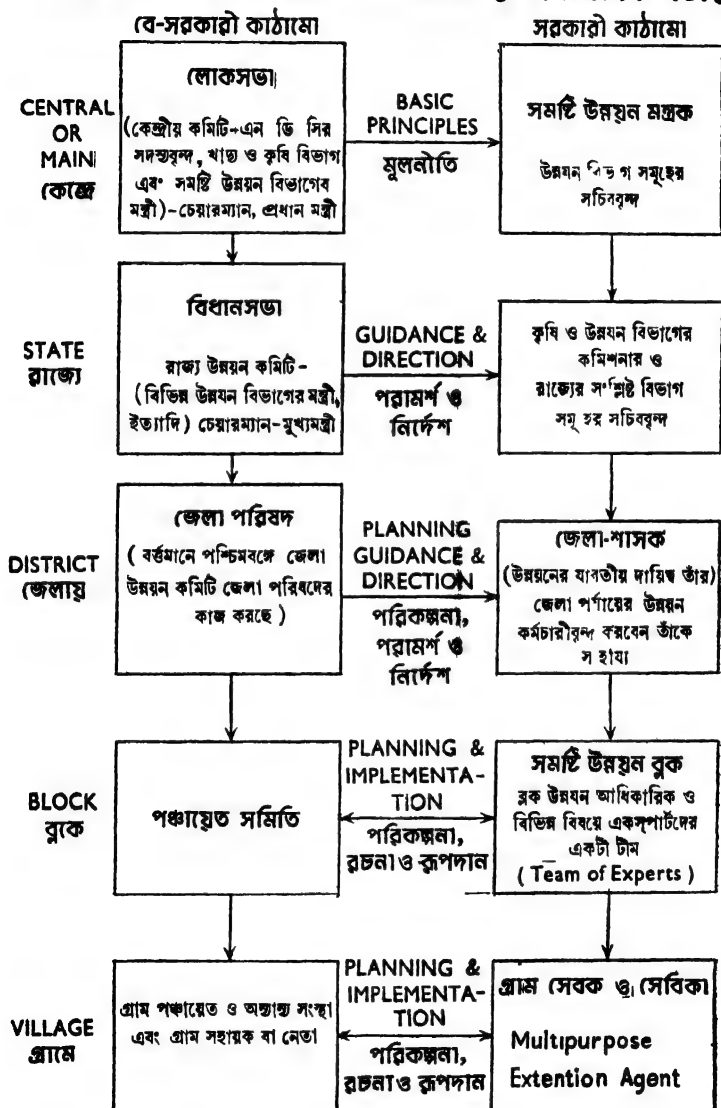 বে-সরকারী কাঠামো
সরকারী কাঠামো
CENTRAL
OR
MAIN
কেন্দ্রে
লোকসভা
(কেন্দ্রীয় কমিটি-এন ডি সির
সদস্যবৃন্দ, খাদ্য ও কৃষি বিভাগ
এবং সমষ্টি উন্নয়ন বিভাগের
মন্ত্রী)-চেয়ারম্যান, প্রধান মন্ত্রী
BASIC
PRINCIPLES
মূলনীতি
সমষ্টি উন্নয়ন মন্ত্রক
উন্নয়ন বিভাগ সমূহের
সচিববৃন্দ
STATE
রাজ্যে
বিধানসভা
রাজ্য উন্নয়ন কমিটি-
(বিভিন্ন উন্নয়ন বিভাগের মন্ত্রী,
ইত্যাদি) চেয়ারম্যান-মুখ্যমন্ত্রী
GUIDANCE &
DIRECTION
পরামর্শ ও
নির্দেশ
কৃষি ও উন্নয়ন বিভাগের
কমিশনার ও
রাজ্যের সংশ্লিষ্ট বিভাগ
সমূহের সচিববৃন্দ
DISTRICT
জেলায়
জেলা পরিষদ
( বর্তমানে পশ্চিমবঙ্গে জেলা
উন্নয়ন কমিটি জেলা পরিষদের
কাজ করছে )
PLANNING
GUIDANCE &
DIRECTION
পরিকল্পনা,
পরামর্শ ও
নির্দেশ
জেলা-শাসক
(উন্নয়নের যাবতীয় দায়িত্ব তাঁর)
জেলা পর্যায়ের উন্নয়ন
কর্মচারীবৃন্দ করবেন তাঁকে
সাহায্য
BLOCK
ব্লকে
পঞ্চায়েত সমিতি
PLANNING &
IMPLEMENTA-
TION
পরিকল্পনা,
রচনা ও রূপদান
সমষ্টি উন্নয়ন ব্লক
ব্লক উন্নয়ন আধিকারিক ও
বিভিন্ন বিষয়ে একস্পার্টদের
একটা টীম
( Team of Experts )
VILLAGE
গ্রামে
গ্রাম পঞ্চায়েত ও অন্যান্য সংস্থা
এবং গ্রাম সহায়ক বা নেতা
PLANNING &
IMPLEMENTA-
TION
পরিকল্পনা,
রচনা ও রূপদান
গ্রাম সেবক ও সেবিকা
Multipurpose
Extention Agent